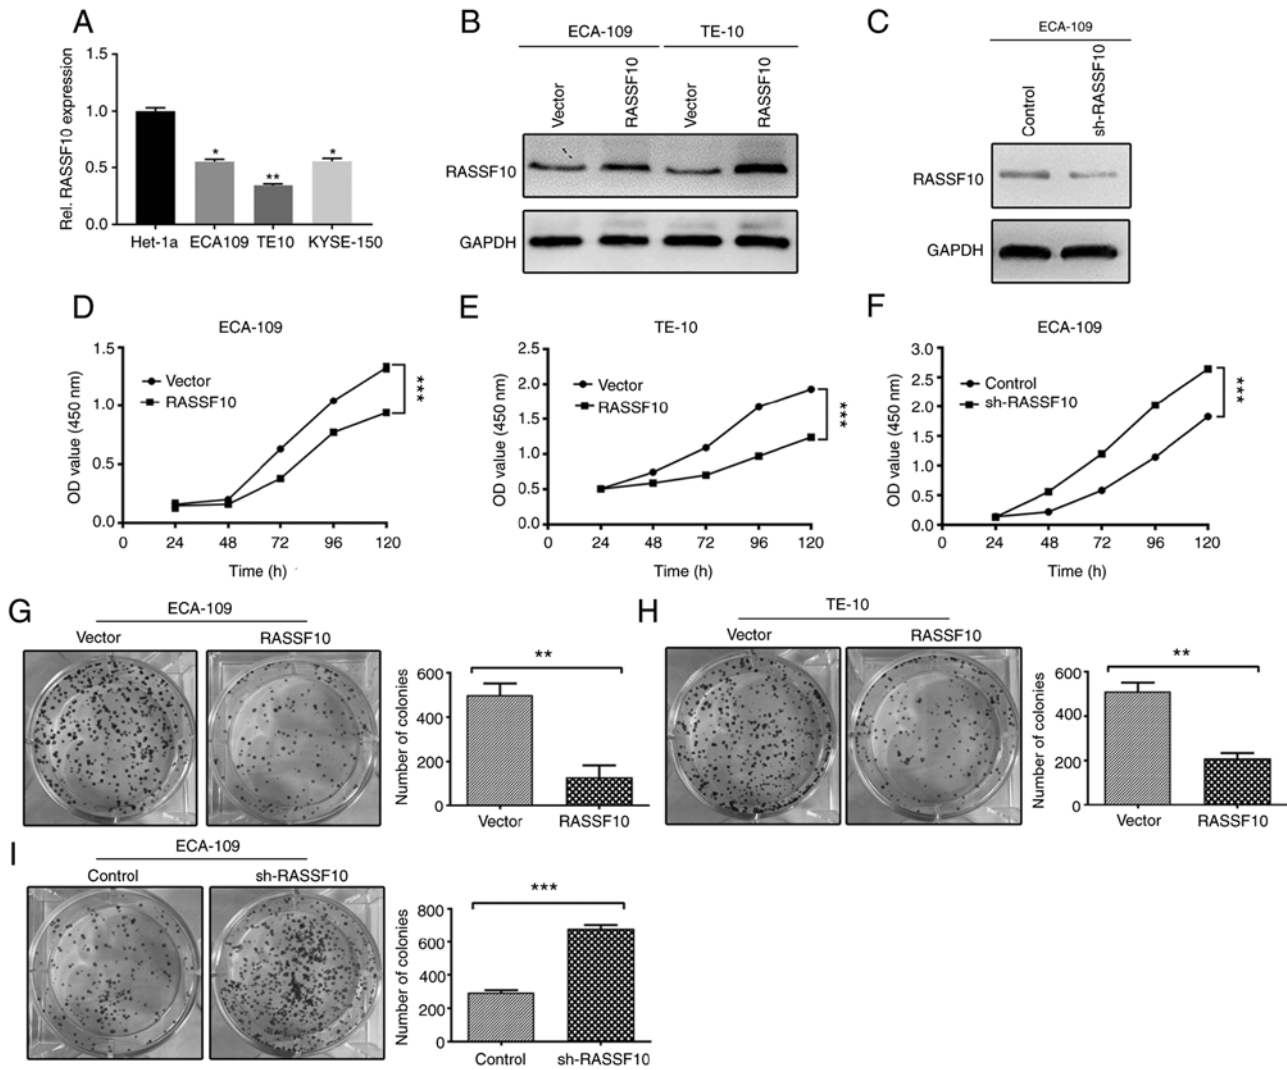 A
Rel. RASSF10 expression
1.5
1.0
0.5
0.0
*
**
*
Het-1a ECA109 TE10 KYSE-150
B
ECA-109 TE-10
Vector RASSF10 Vector RASSF10
RASSF10
GAPDH
C
ECA-109
Control sh-RASSF10
RASSF10
GAPDH
D
ECA-109
OD value (450 nm)
1.5
1.0
0.5
0.0
Vector
RASSF10
***
0 24 48 72 96 120
Time (h)
E
TE-10
OD value (450 nm)
2.5
2.0
1.5
1.0
0.5
0.0
Vector
RASSF10
***
0 24 48 72 96 120
Time (h)
F
ECA-109
OD value (450 nm)
3.0
2.5
2.0
1.5
1.0
0.5
0.0
Control
sh-RASSF10
***
0 24 48 72 96 120
Time (h)
G
ECA-109
Vector RASSF10
Number of colonies
600
400
200
0
**
Vector RASSF10
H
TE-10
Vector RASSF10
Number of colonies
600
400
200
0
**
Vector RASSF10
I
ECA-109
Control sh-RASSF10
Number of colonies
800
600
400
200
0
***
Control sh-RASSF10